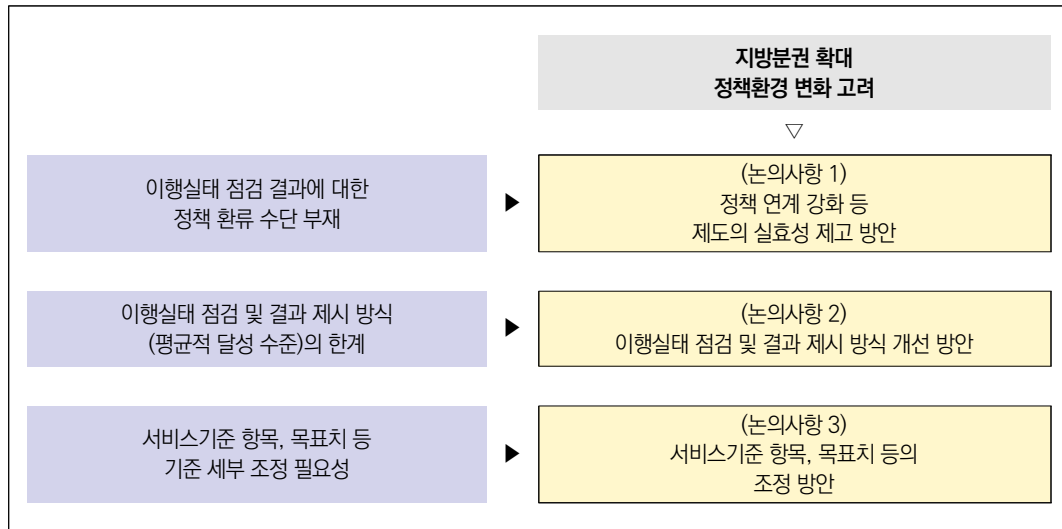 지방분권 확대
정책환경 변화 고려
▽
이행실태 점검 결과에 대한
정책 환류 수단 부재
▶
(논의사항 1)
정책 연계 강화 등
제도의 실효성 제고 방안
이행실태 점검 및 결과 제시 방식
(평균적 달성 수준)의 한계
▶
(논의사항 2)
이행실태 점검 및 결과 제시 방식 개선 방안
서비스기준 항목, 목표치 등
기준 세부 조정 필요성
▶
(논의사항 3)
서비스기준 항목, 목표치 등의
조정 방안